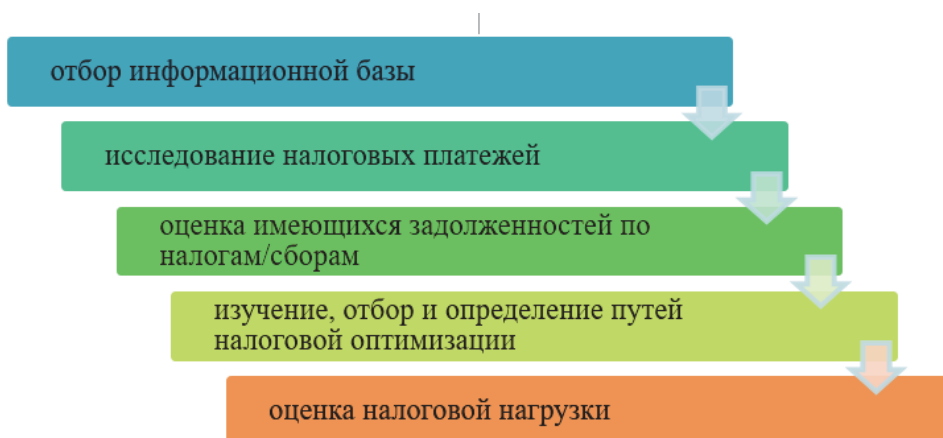 отбор информационной базы
исследование налоговых платежей
оценка имеющихся задолженностей по
налогам/сборам
изучение, отбор и определение путей
налоговой оптимизации
оценка налоговой нагрузки